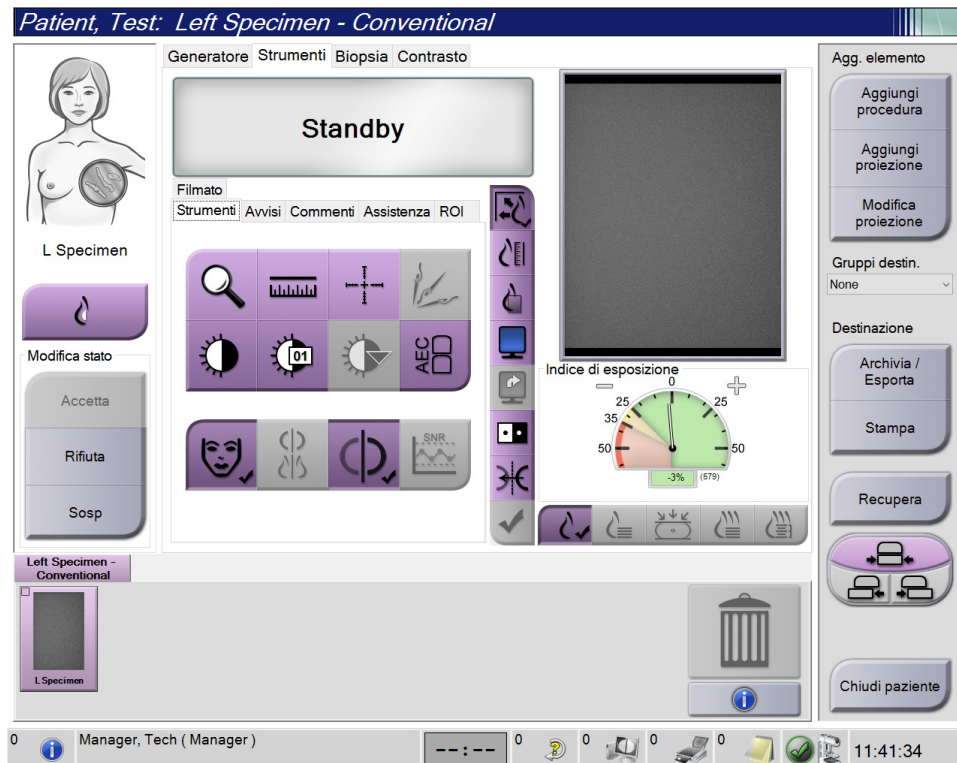 Patient, Test: Left Specimen - Conventional
Generatore Strumenti Biopsia Contrasto
Standby
Filmato
Strumenti Avvisi Commenti Assistenza ROI
L Specimen
Modifica stato
Accetta
Rifiuta
Sosp
01
AEC
SNR
Indice di esposizione
0
25 25
35
50 50
-3% (579)
Agg. elemento
Aggiungi
procedura
Aggiungi
proiezione
Modifica
proiezione
Gruppi destin.
None
Destinazione
Archivia /
Esporta
Stampa
Recupera
Chiudi paziente
Left Specimen -
Conventional
L Specimen
0 Manager, Tech ( Manager ) --:-- 0 0 0 0 11:41:34